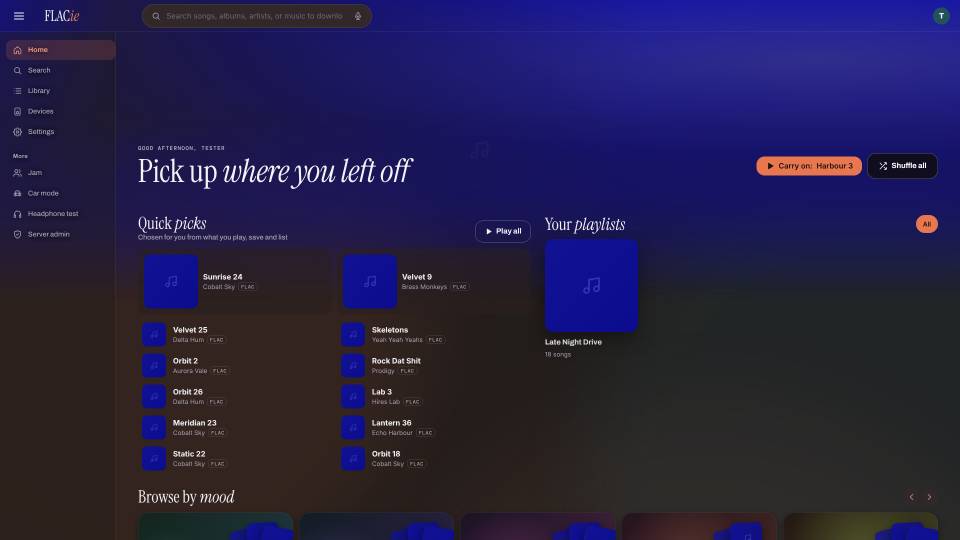 FLACie
Search songs, albums, artists, or music to downlo
T
Home
Search
Library
Devices
Settings
More
Jam
Car mode
Headphone test
Server admin
GOOD AFTERNOON, TESTER
Pick up where you left off
Carry on: Harbour 3
Shuffle all
Quick picks
Chosen for you from what you play, save and list
Play all
Sunrise 24
Cobalt Sky FLAC
Velvet 9
Brass Monkeys FLAC
Velvet 25
Delta Hum FLAC
Skeletons
Yeah Yeah Yeahs FLAC
Orbit 2
Aurora Vale FLAC
Rock Dat Shit
Prodigy FLAC
Orbit 26
Delta Hum FLAC
Lab 3
Hires Lab FLAC
Meridian 23
Cobalt Sky FLAC
Lantern 36
Echo Harbour FLAC
Static 22
Cobalt Sky FLAC
Orbit 18
Cobalt Sky FLAC
Your playlists
All
Late Night Drive
18 songs
Browse by mood